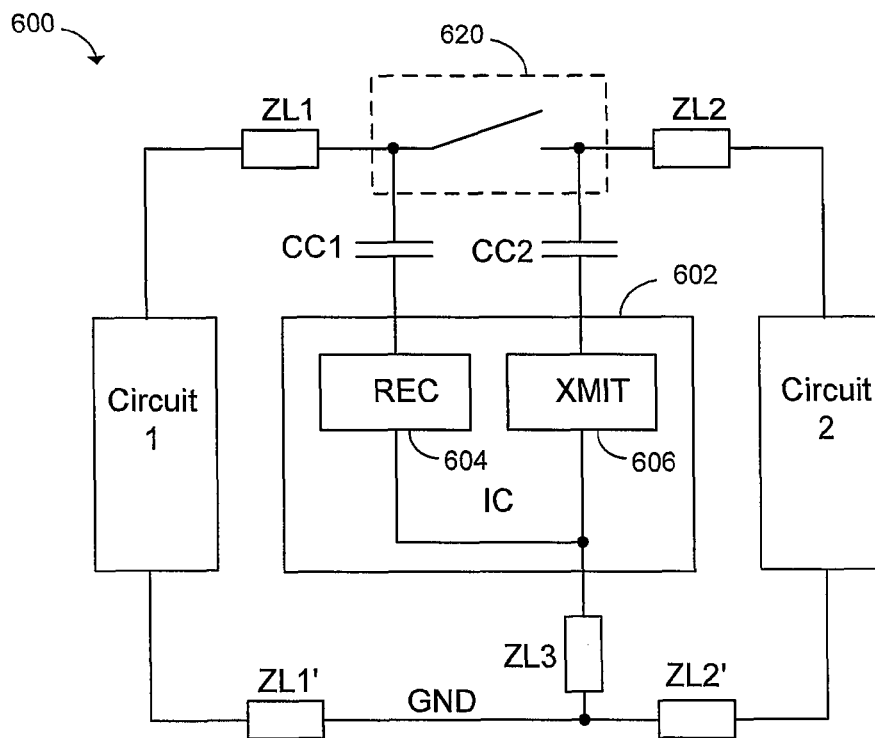 600
620
ZL1
ZL2
CC1
CC2
602
REC
XMIT
Circuit
1
Circuit
2
604
606
IC
ZL3
ZL1'
GND
ZL2'